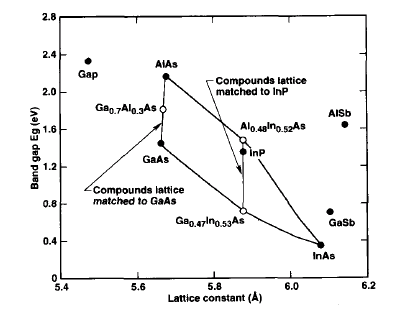 2.8
2.4
2.0
1.6
1.2
0.8
0.4
0
Band gap Eg (eV)
Gap
AlAs
Compounds lattice
matched to InP
Ga0.7Al0.3As
Al0.48In0.52As
AlSb
GaAs
InP
Compounds lattice
matched to GaAs
Ga0.47In0.53As
GaSb
InAs
5.4
5.6
5.8
6.0
6.2
Lattice constant (Å)